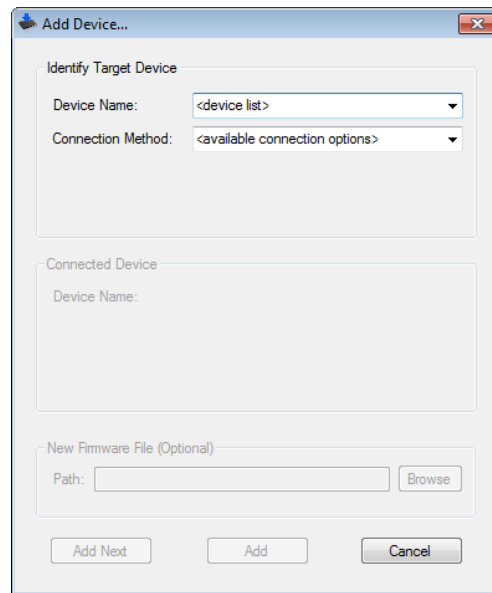 Add Device...
Identify Target Device
Device Name: <device list>
Connection Method: <available connection options>
Connected Device
Device Name:
New Firmware File (Optional)
Path: Browse
Add Next Add Cancel